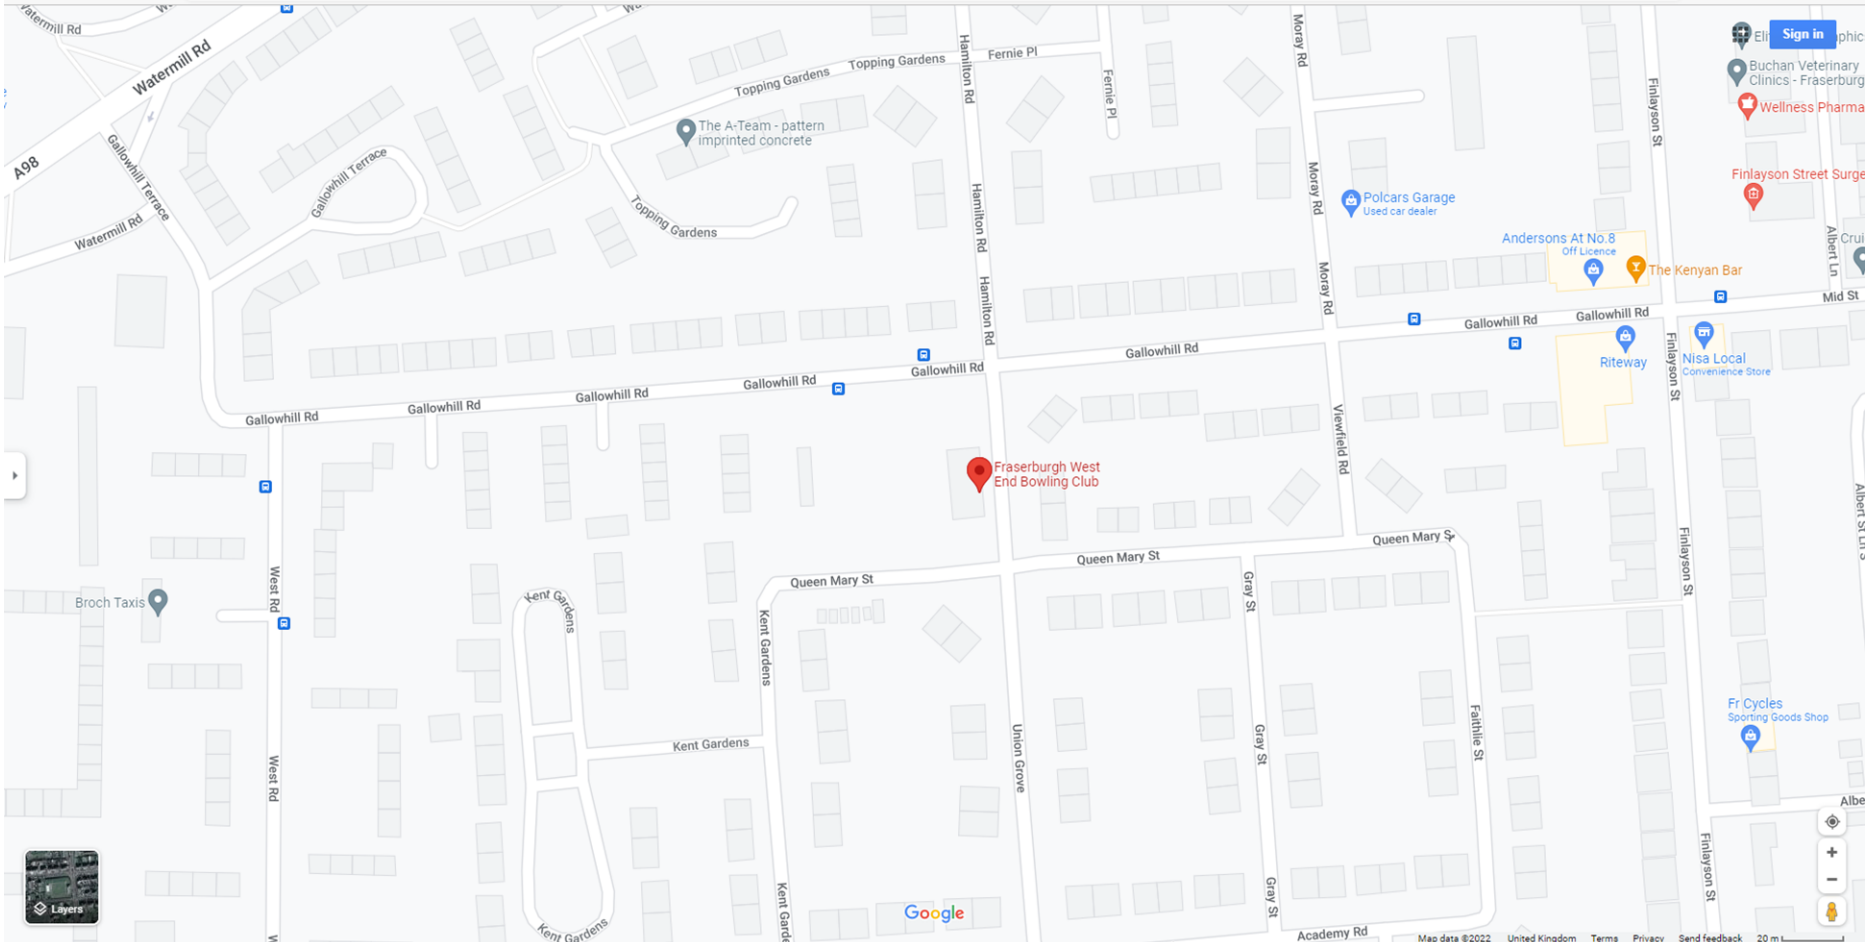 Watermill Rd
Watermill Rd
A98
Gallowhill Terrace
Watermill Rd
Gallowhill Terrace
Topping Gardens
Topping Gardens
Fernie Pl
Hamilton Rd
Fernie Pl
The A-Team - pattern
imprinted concrete
Topping Gardens
Hamilton Rd
Hamilton Rd
Moray Rd
Moray Rd
Moray Rd
Finlayson St
Sign in
Buchan Veterinary
Clinics - Fraserburg
Wellness Pharma
Finlayson Street Surge
Polcars Garage
Used car dealer
Andersons At No.8
Off Licence
The Kenyan Bar
Albert Ln
Mid St
Gallowhill Rd
Gallowhill Rd
Gallowhill Rd
Gallowhill Rd
Gallowhill Rd
Gallowhill Rd
Gallowhill Rd
Gallowhill Rd
Riteway
Nisa Local
Convenience Store
Finlayson St
Viewfield Rd
Fraserburgh West
End Bowling Club
Queen Mary St
Queen Mary St
Queen Mary St
Finlayson St
West Rd
Broch Taxis
Kent Gardens
Kent Gardens
Gray St
Kent Gardens
West Rd
Union Grove
Gray St
Faithlie St
Fr Cycles
Sporting Goods Shop
Finlayson St
Gray St
Kent Gardens
Academy Rd
Layers
Google
Map data ©2022 United Kingdom Terms Privacy Send feedback 20 m